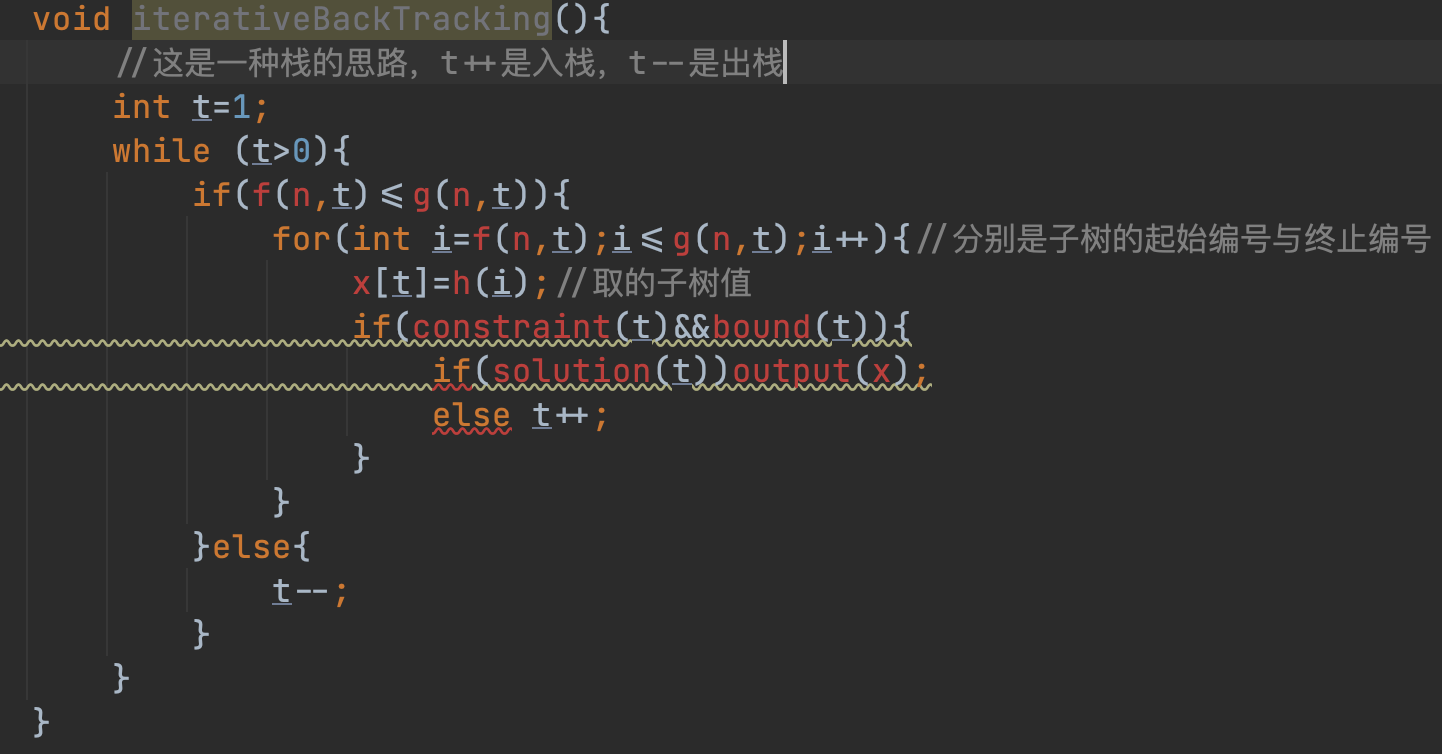 void iterativeBackTracking(){
//这是一种栈的思路，t++是入栈，t--是出栈
int t=1;
while (t>0){
if(f(n,t)<=g(n,t)){
for(int i=f(n,t);i<=g(n,t);i++){//分别是子树的起始编号与终止编号
x[t]=h(i);//取的子树值
if(constraint(t)&&bound(t)){
if(solution(t))output(x);
else t++;
}
}
}else{
t--;
}
}
}